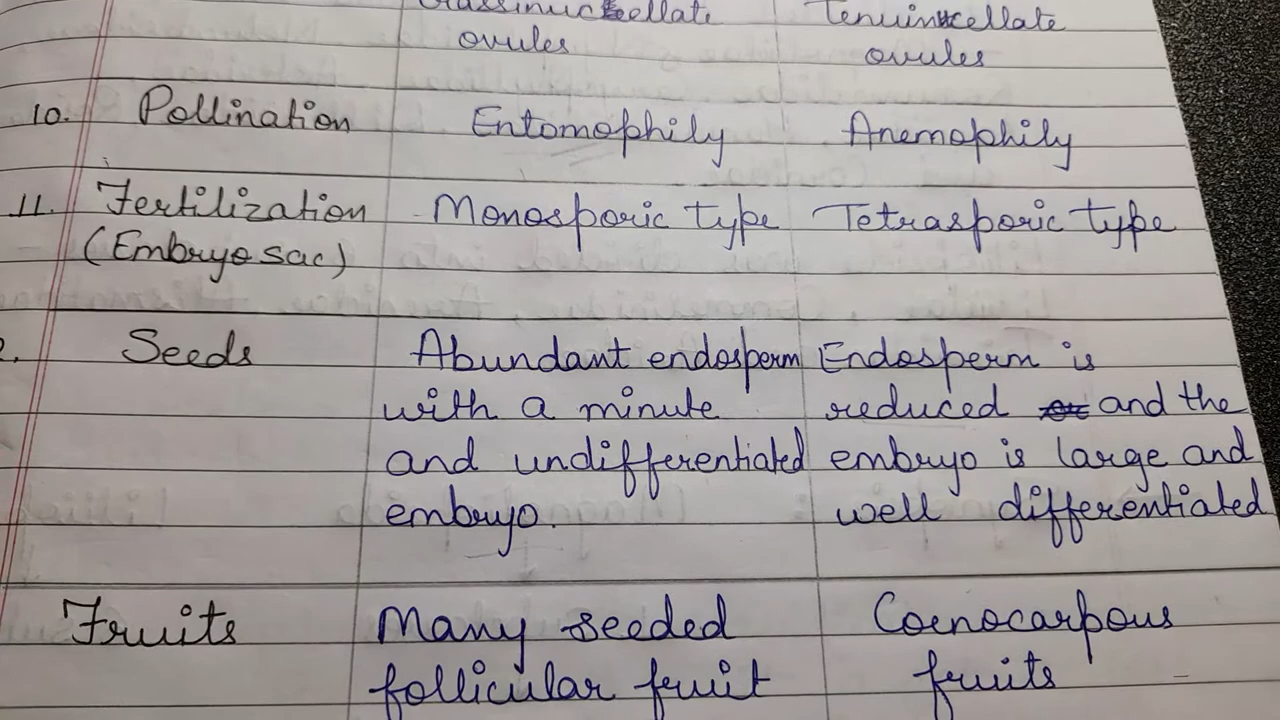 Crassinucellate Tenuinucellate
ovules ovules
10. Pollination Entomophily Anemophily
11. Fertilization Monosporic type Tetrasporic type
(Embryo sac)
Seeds Abundant endosperm Endosperm is
with a minute reduced and the
and undifferentiated embryo is large and
embryo. well differentiated
Fruits Many seeded Coenocarpous
follicular fruit fruits